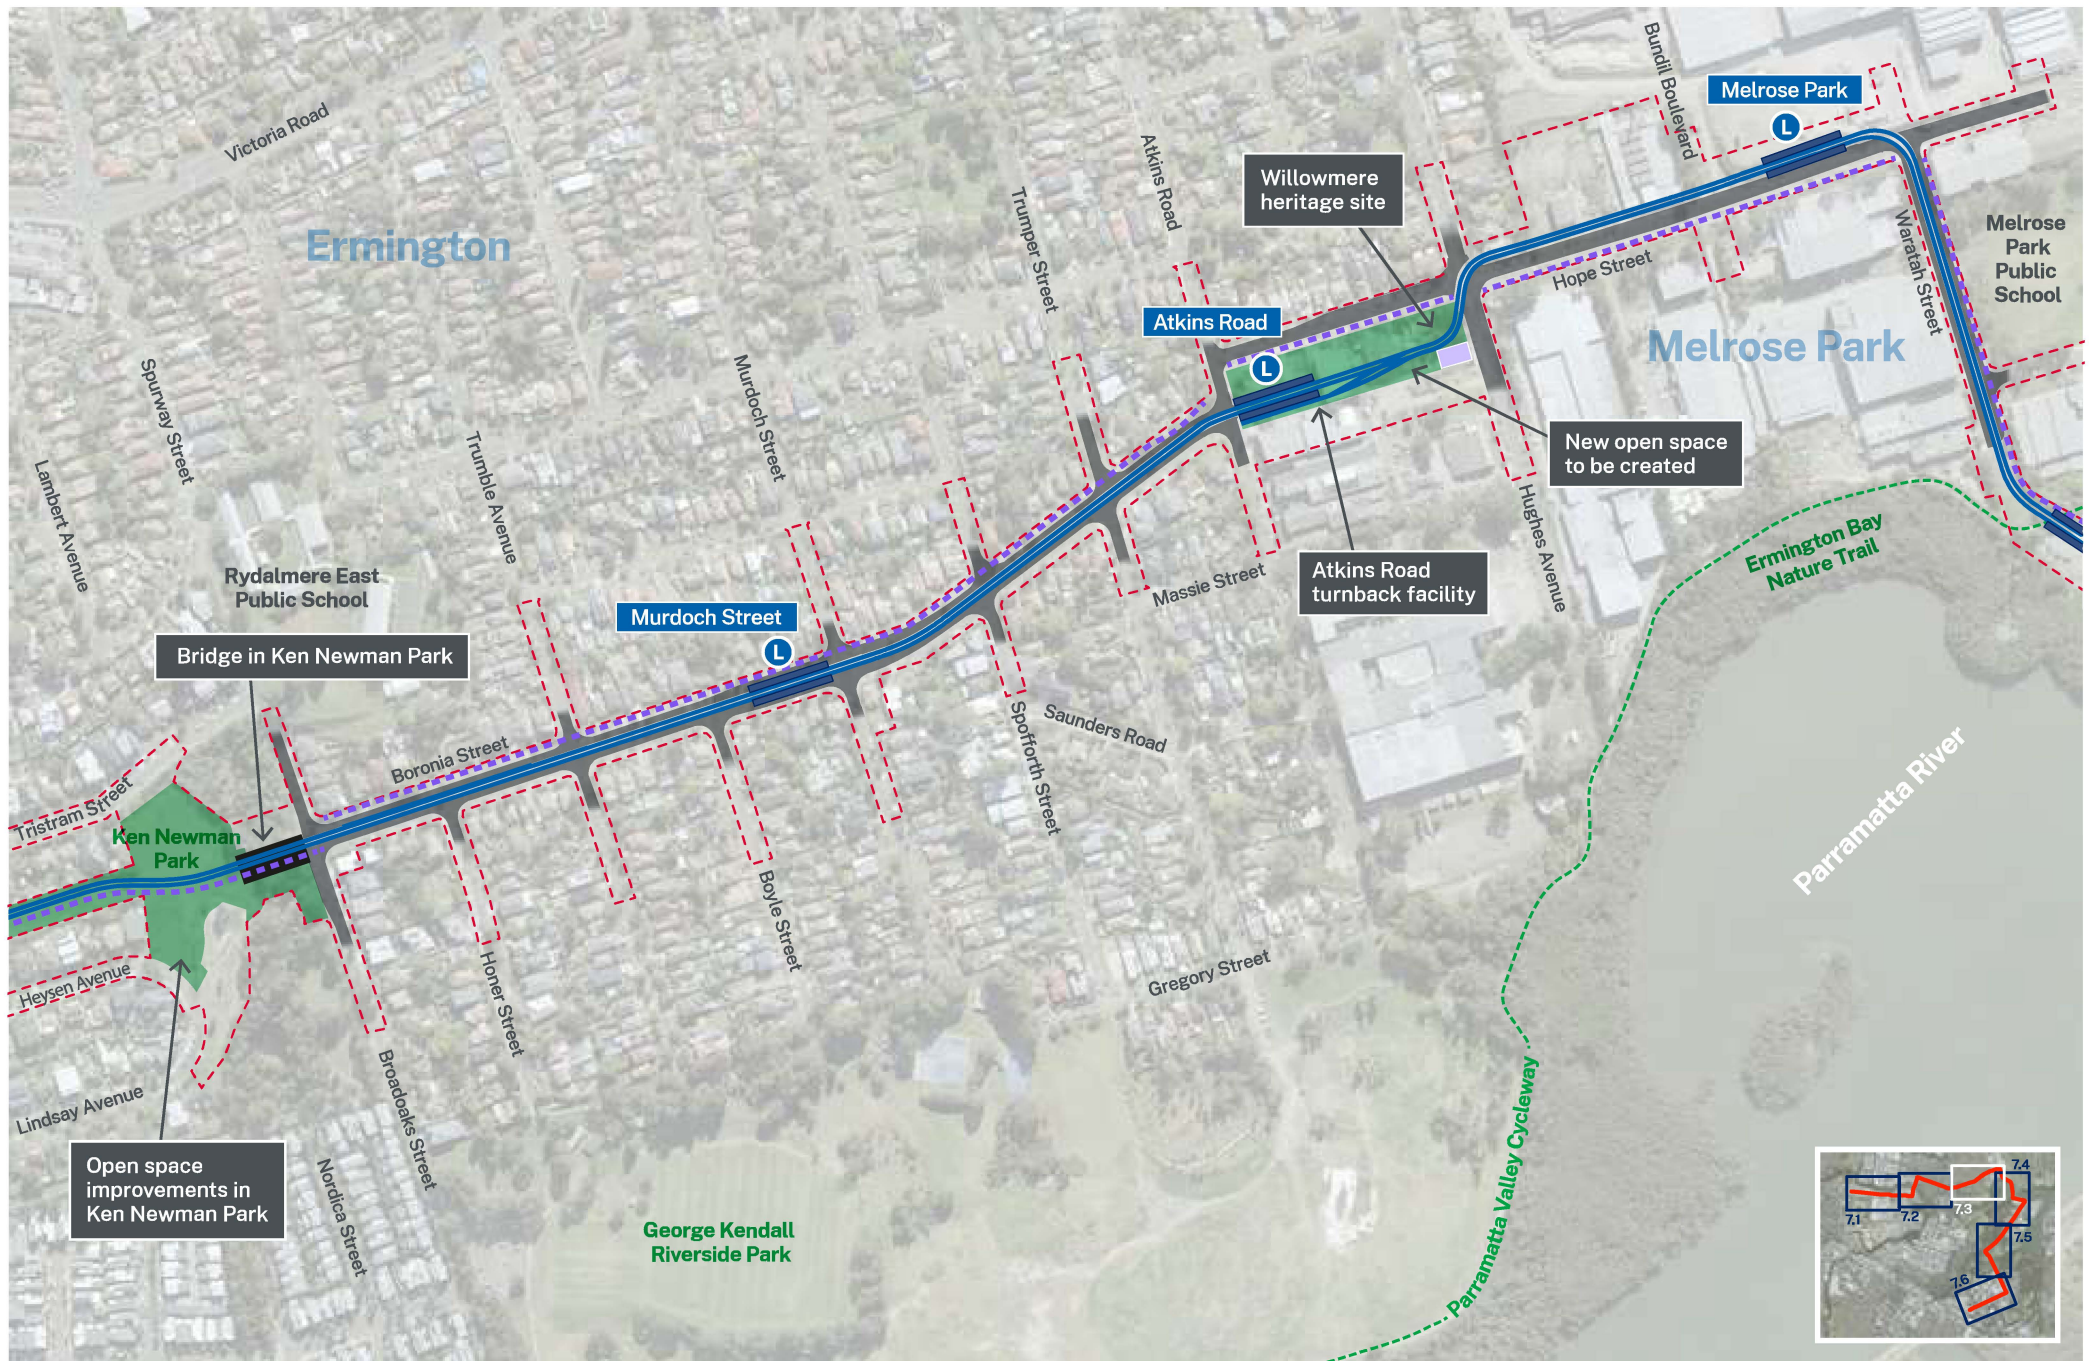 Victoria Road
Ermington
Bundil Boulevard
Melrose Park
L
Atkins Road
Willowmere
heritage site
Trumper Street
Melrose
Park
Public
School
Waratah Street
Hope Street
Atkins Road
L
Melrose Park
Spurway Street
Murdoch Street
Trumble Avenue
Lambert Avenue
New open space
to be created
Hughes Avenue
Ermington Bay
Nature Trail
Rydalmere East
Public School
Massie Street
Atkins Road
turnback facility
Murdoch Street
L
Bridge in Ken Newman Park
Boronia Street
Spofforth Street
Saunders Road
Parramatta River
Tristram Street
Ken Newman
Park
Boyle Street
Honer Street
Gregory Street
Heysen Avenue
Lindsay Avenue
Broadoaks Street
Nordica Street
Open space
improvements in
Ken Newman Park
George Kendall
Riverside Park
Parramatta Valley Cycleway
7.1
7.2
7.3
7.4
7.5
7.6